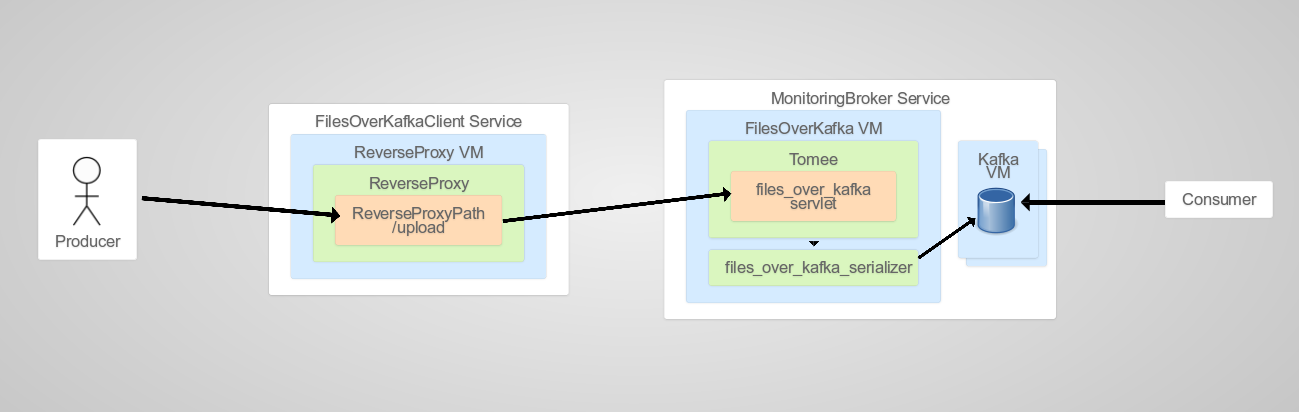 Producer
FilesOverKafkaClient Service
ReverseProxy VM
ReverseProxy
ReverseProxyPath
/upload
MonitoringBroker Service
FilesOverKafka VM
Tomee
files_over_kafka
servlet
files_over_kafka_serializer
Kafka
VM
Consumer